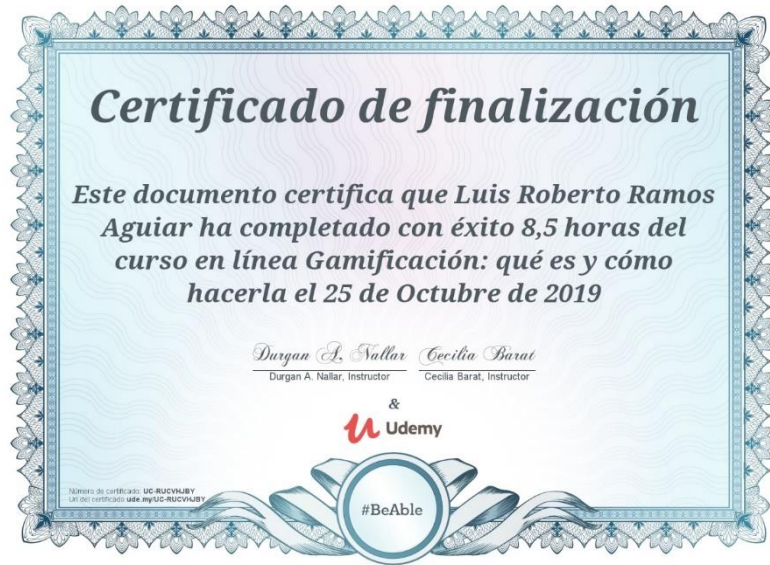 Certificado de finalización
Este documento certifica que Luis Roberto Ramos
Aguiar ha completado con éxito 8,5 horas del
curso en línea Gamificación: qué es y cómo
hacerla el 25 de Octubre de 2019
Durgan A. Nallar Cecilia Barat
Durgan A. Nallar, Instructor Cecilia Barat, Instructor
&
Udemy
Número de certificado: UC-RUCVHJBY
Url del certificado ude.my/UC-RUCVHJBY
#BeAble